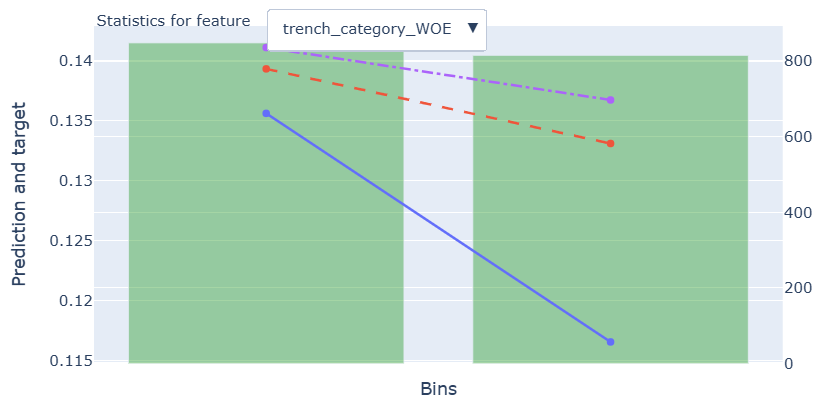 Statistics for feature
trench_category_WOE ▼
0.14
0.135
0.13
0.125
0.12
0.115
Prediction and target
800
600
400
200
0
Bins